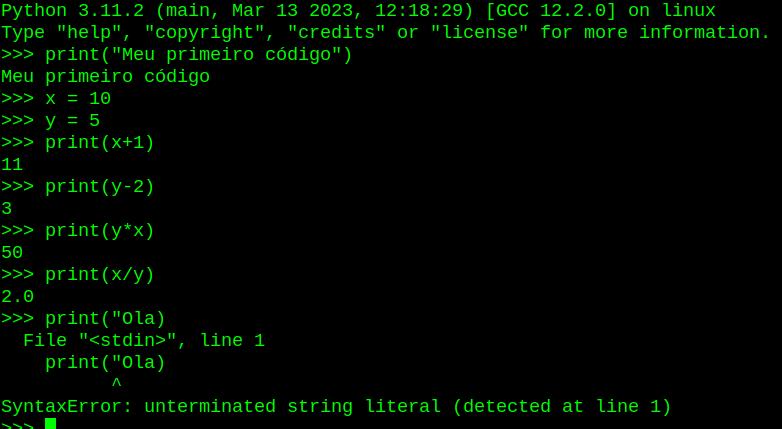 Python 3.11.2 (main, Mar 13 2023, 12:18:29) [GCC 12.2.0] on linux
Type "help", "copyright", "credits" or "license" for more information.
>>> print("Meu primeiro código")
Meu primeiro código
>>> x = 10
>>> y = 5
>>> print(x+1)
11
>>> print(y-2)
3
>>> print(y*x)
50
>>> print(x/y)
2.0
>>> print("Ola)
  File "<stdin>", line 1
    print("Ola)
          ^
SyntaxError: unterminated string literal (detected at line 1)
>>>